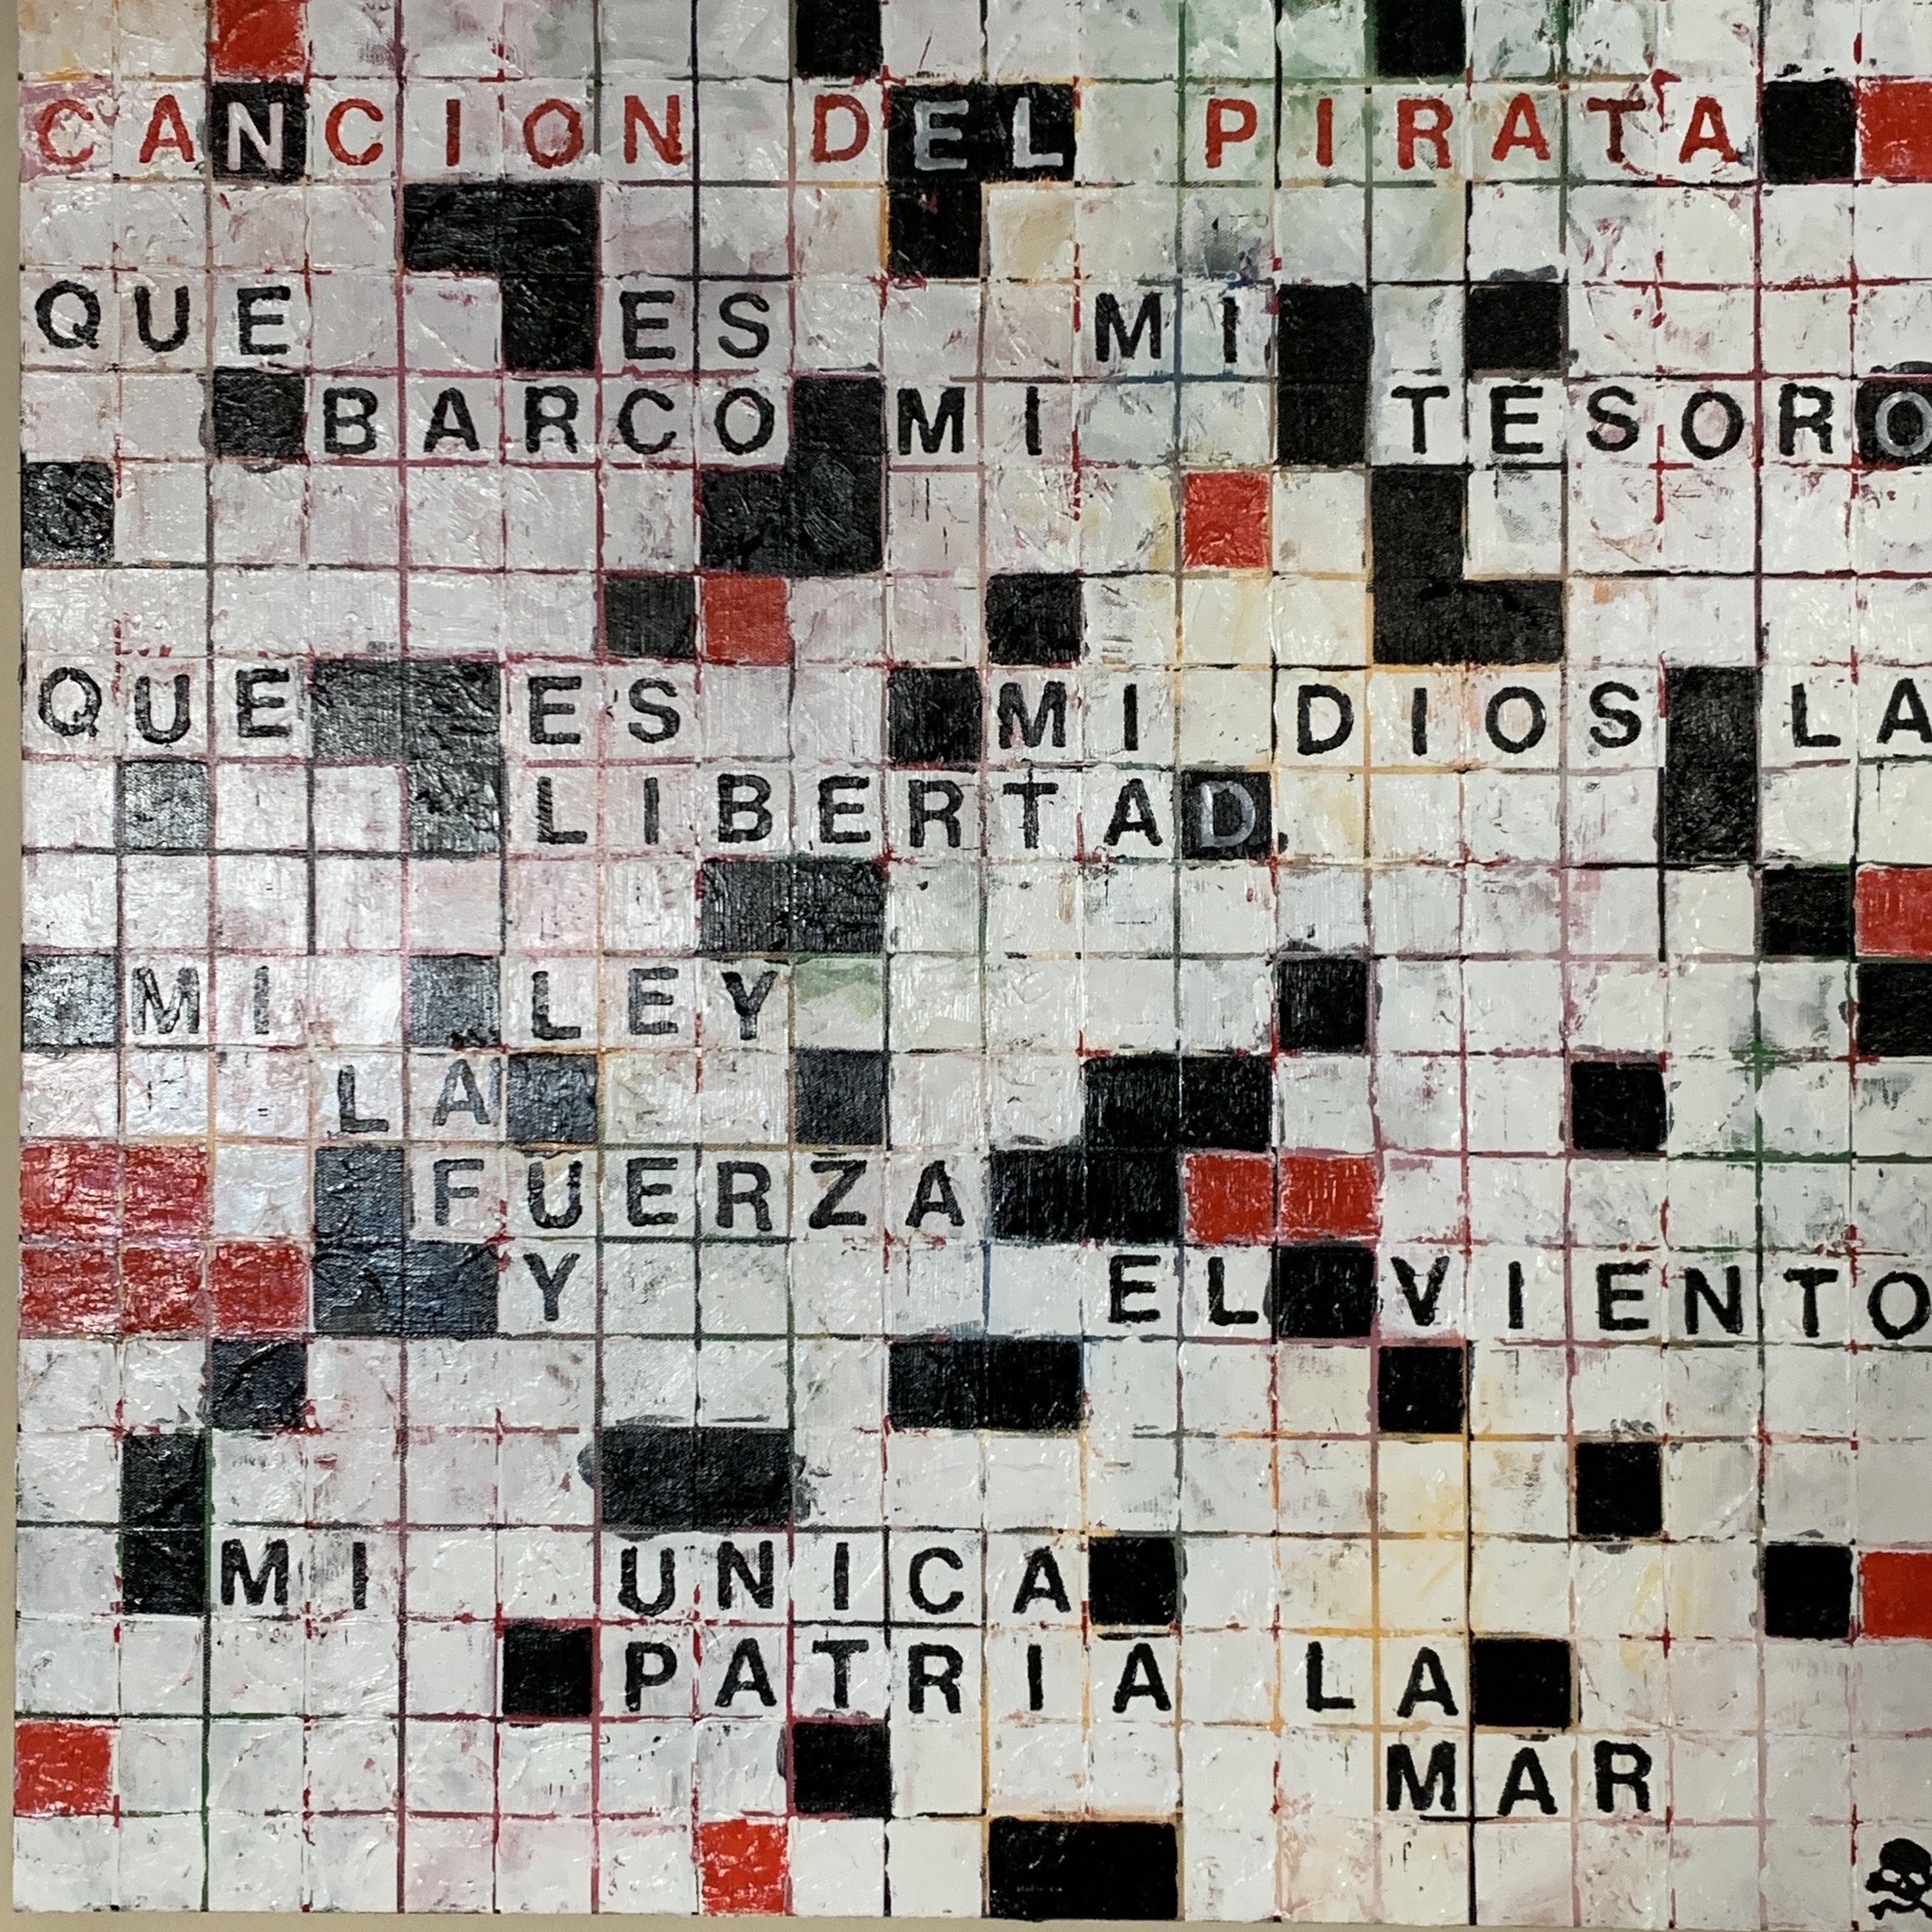 CANCION DEL PIRATA
QUE ES MI
BARCO MI TESORO
QUE ES MI DIOS LA
LIBERTAD.
MI LEY
LA
FUERZA
Y EL VIENTO
MI UNICA
PATRIA LA
MAR